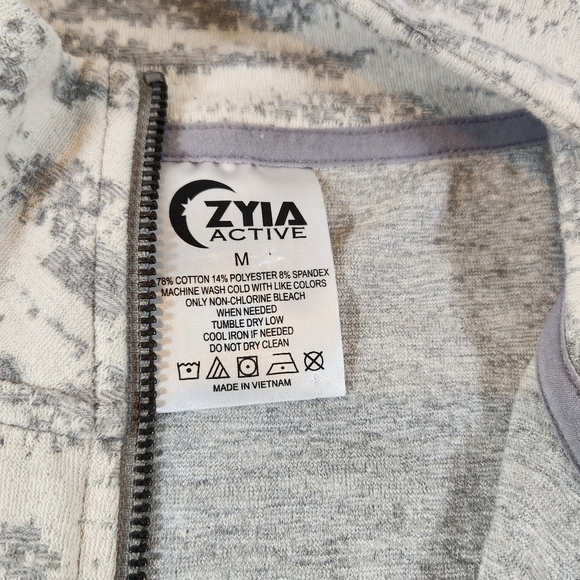 ZYIA
ACTIVE
M
78% COTTON 14% POLYESTER 8% SPANDEX
MACHINE WASH COLD WITH LIKE COLORS
ONLY NON-CHLORINE BLEACH
WHEN NEEDED
TUMBLE DRY LOW
COOL IRON IF NEEDED
DO NOT DRY CLEAN
MADE IN VIETNAM